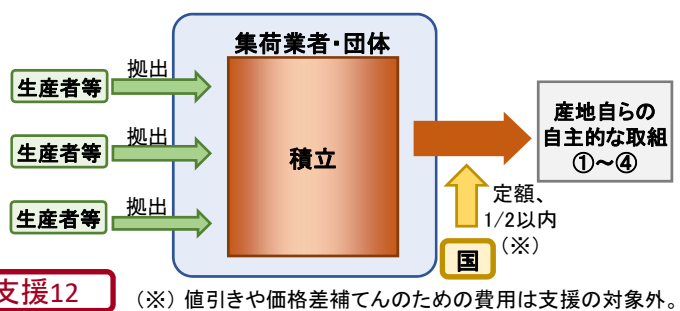 集荷業者・団体
生産者等
拠出
生産者等
拠出
生産者等
拠出
積立
産地自らの
自主的な取組
①~④
定額、
1/2以内
(※)
国
支援12
(※) 値引きや価格差補てんのための費用は支援の対象外。